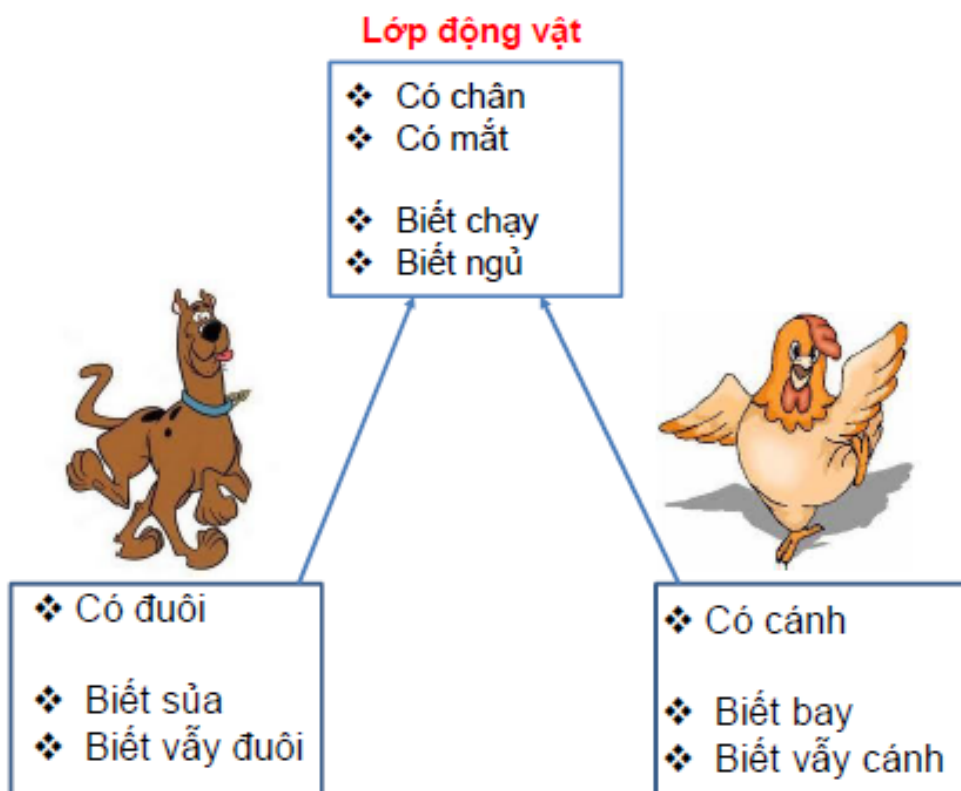 Lớp động vật
❖ Có chân
❖ Có mắt
❖ Biết chạy
❖ Biết ngủ
❖ Có đuôi
❖ Biết sủa
❖ Biết vẫy đuôi
❖ Có cánh
❖ Biết bay
❖ Biết vẫy cánh